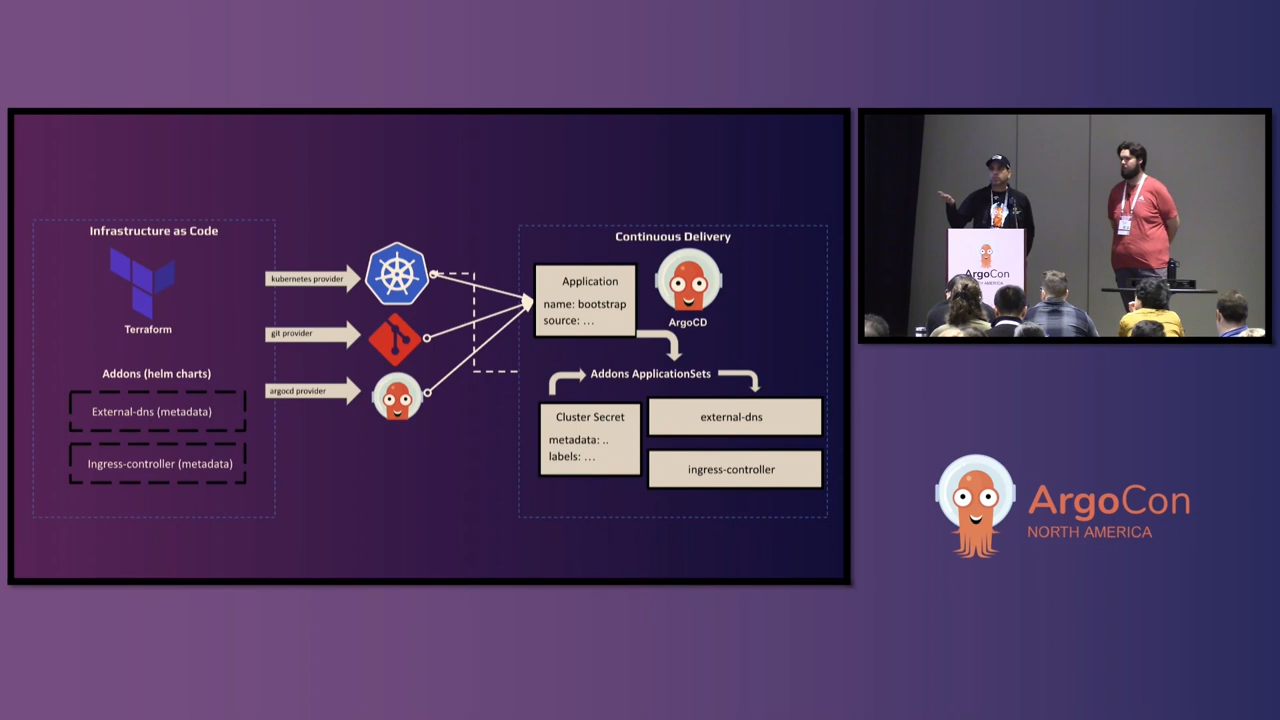 Infrastructure as Code
Terraform
Addons (helm charts)
External-dns (metadata)
Ingress-controller (metadata)
kubernetes provider
git provider
argocd provider
Continuous Delivery
Application
name: bootstrap
source: ...
ArgoCD
Addons ApplicationSets
Cluster Secret
metadata: ..
labels: ...
external-dns
ingress-controller
ArgoCon
ArgoCon
NORTH AMERICA